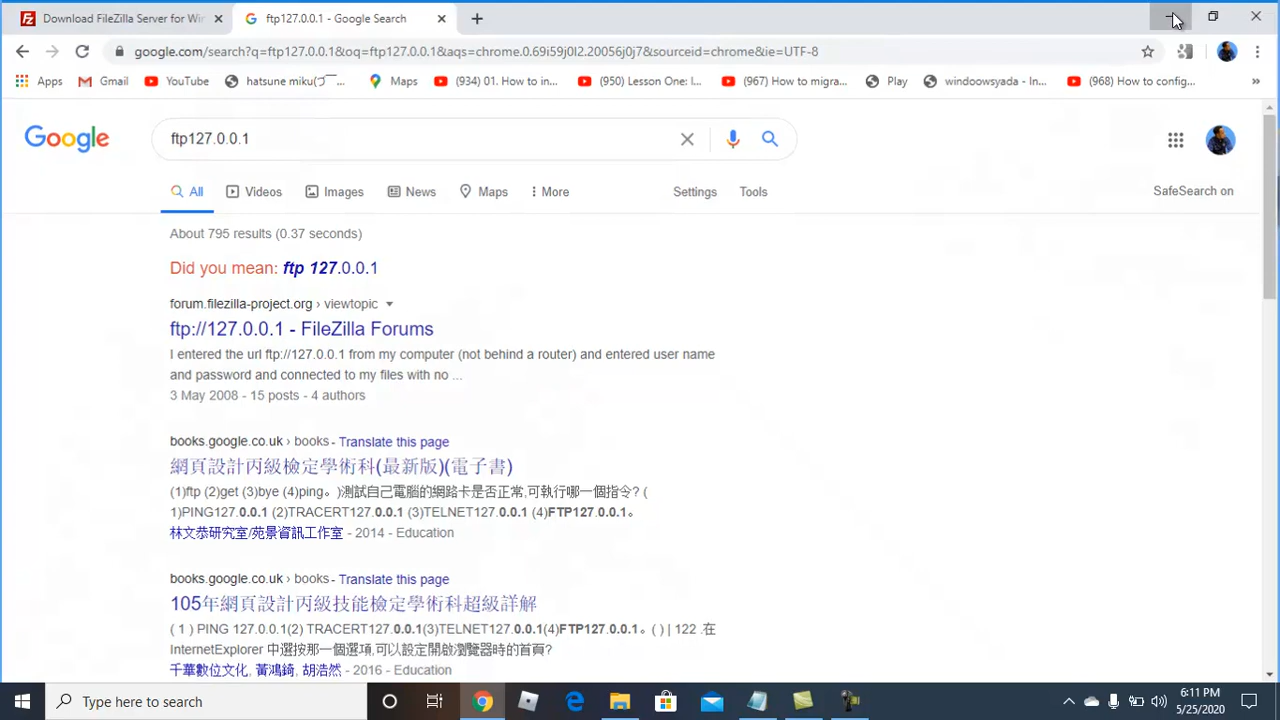 Download FileZilla Server for Win
ftp127.0.0.1 - Google Search
google.com/search?q=ftp127.0.0.1&oq=ftp127.0.0.1&aqs=chrome.0.69i59j0l2.20056j0j7&sourceid=chrome&ie=UTF-8
Apps Gmail YouTube hatsune miku(づ... Maps (934) 01. How to in... (950) Lesson One: I... (967) How to migra... Play windoowsyada - In... (968) How to config... »
Google
ftp127.0.0.1
All Videos Images News Maps More Settings Tools
SafeSearch on
About 795 results (0.37 seconds)
Did you mean: ftp 127.0.0.1
forum.filezilla-project.org › viewtopic
ftp://127.0.0.1 - FileZilla Forums
I entered the url ftp://127.0.0.1 from my computer (not behind a router) and entered user name
and password and connected to my files with no ...
3 May 2008 - 15 posts - 4 authors
books.google.co.uk › books - Translate this page
網頁設計丙級檢定學術科(最新版)(電子書)
(1)ftp (2)get (3)bye (4)ping。)測試自己電腦的網路卡是否正常,可執行哪一個指令? (
1)PING127.0.0.1 (2)TRACERT127.0.0.1 (3)TELNET127.0.0.1 (4)FTP127.0.0.1。
林文恭研究室/苑景資訊工作室 - 2014 - Education
books.google.co.uk › books - Translate this page
105年網頁設計丙級技能檢定學術科超級詳解
( 1 ) PING 127.0.0.1(2) TRACERT127.0.0.1(3)TELNET127.0.0.1(4)FTP127.0.0.1。( ) | 122 .在
InternetExplorer 中選按那一個選項,可以設定開啟瀏覽器時的首頁?
千華數位文化, 黃鴻錡, 胡浩然 - 2016 - Education
Type here to search
6:11 PM
5/25/2020